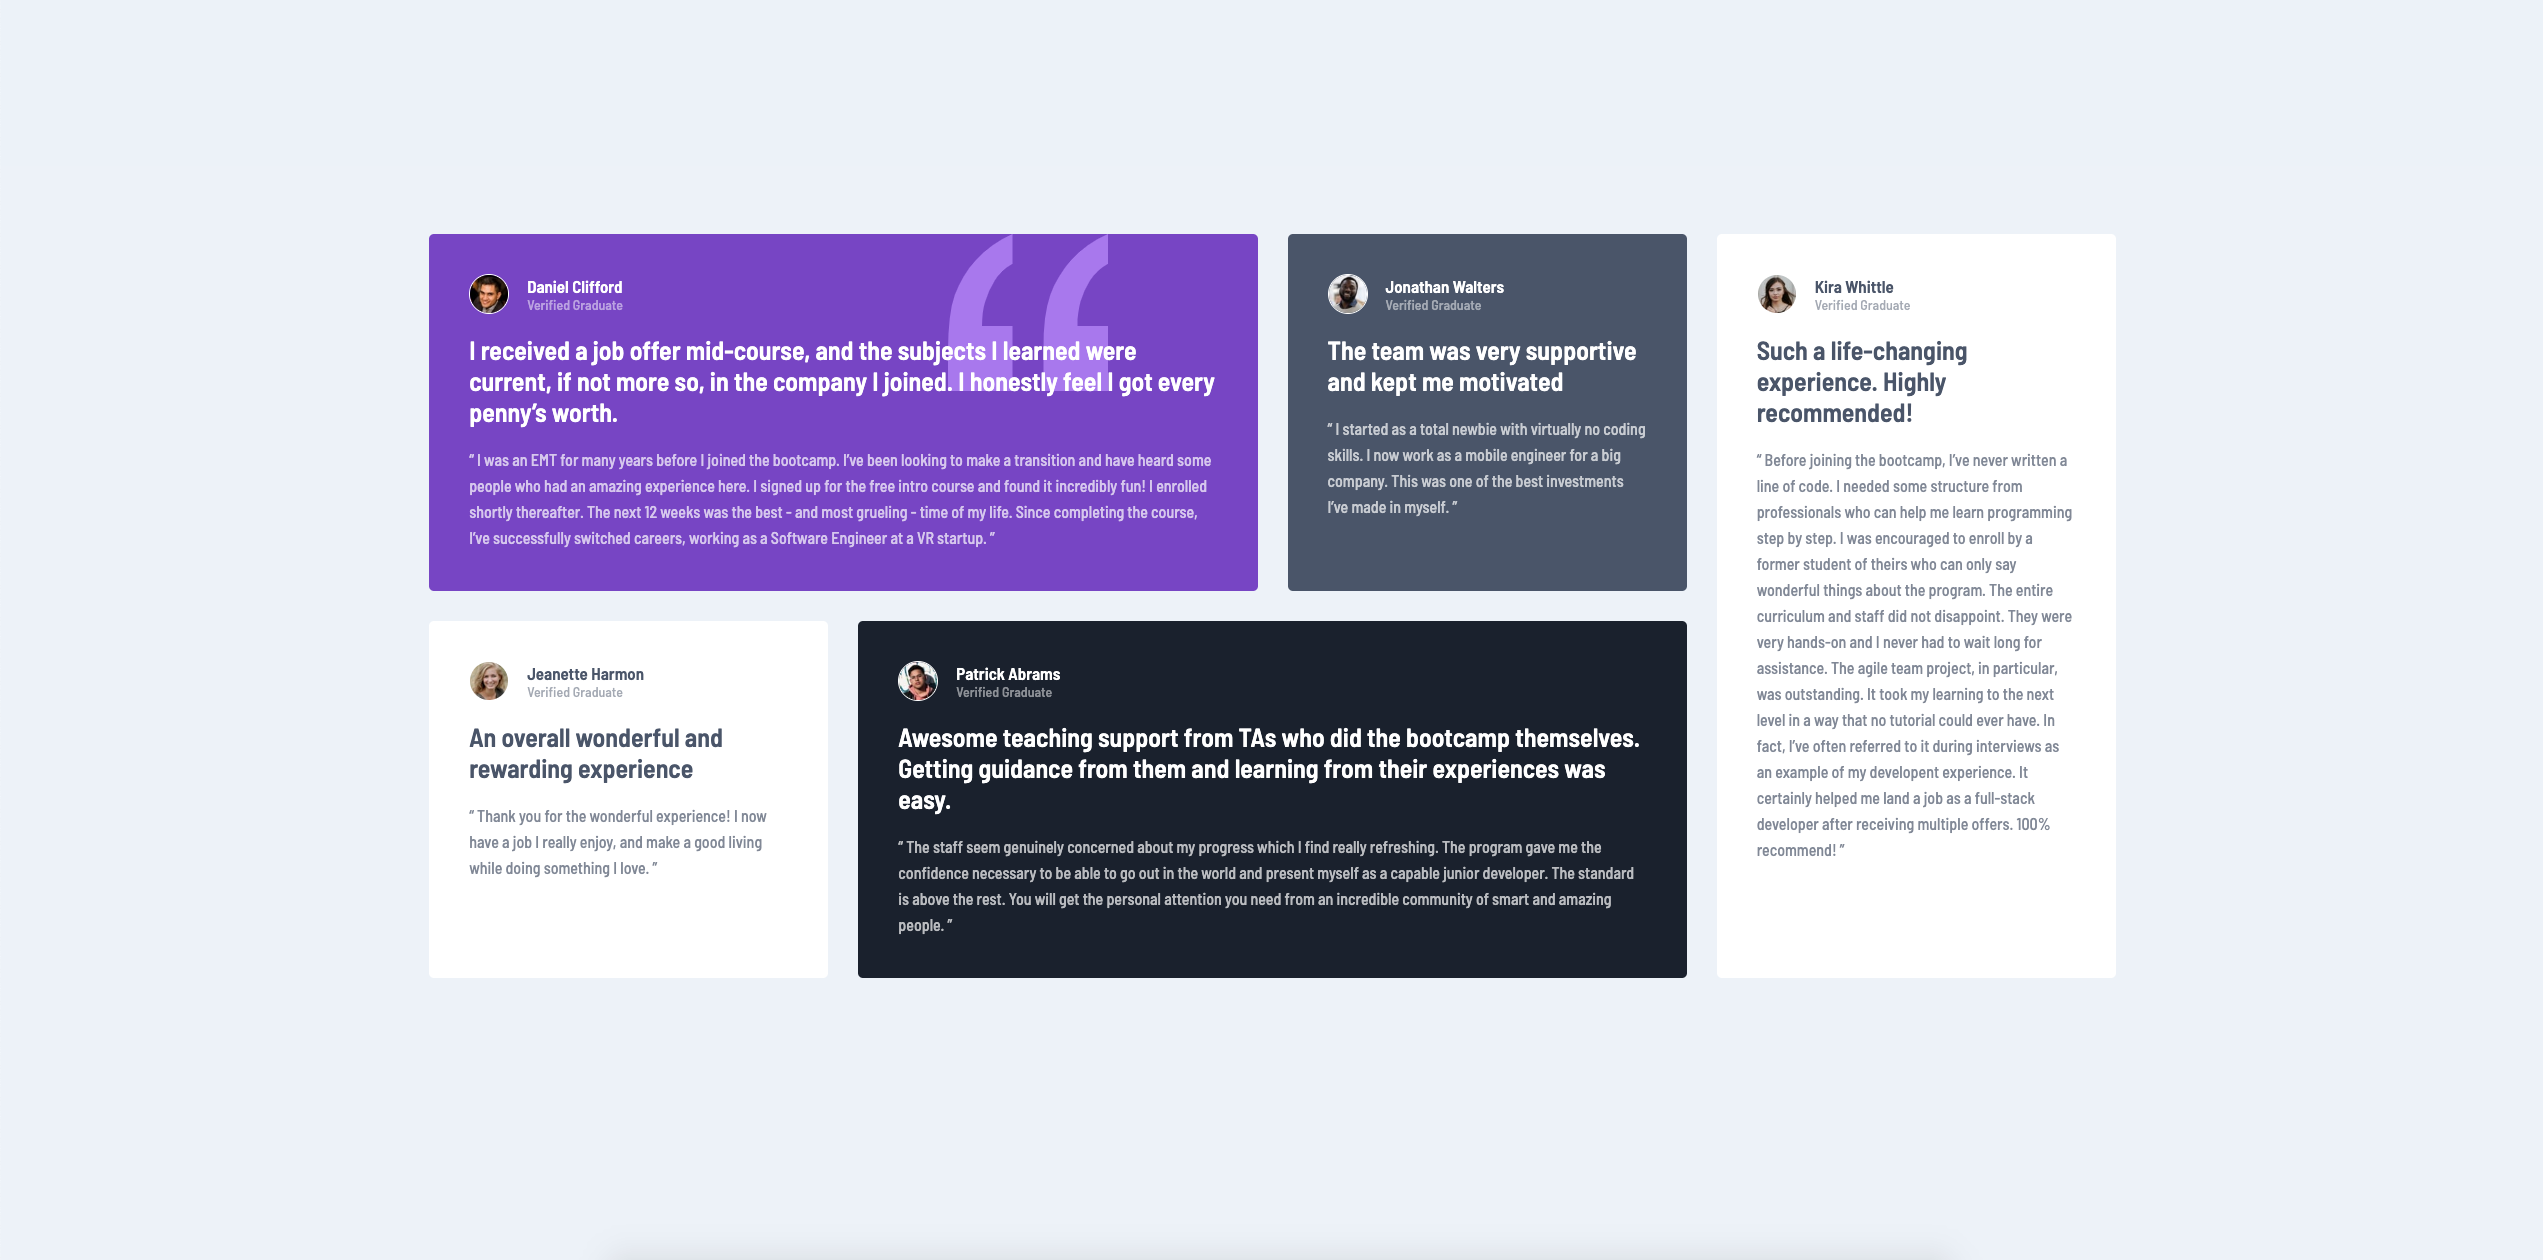 Daniel Clifford
Verified Graduate
I received a job offer mid-course, and the subjects I learned were
current, if not more so, in the company I joined. I honestly feel I got every
penny’s worth.
“ I was an EMT for many years before I joined the bootcamp. I’ve been looking to make a transition and have heard some
people who had an amazing experience here. I signed up for the free intro course and found it incredibly fun! I enrolled
shortly thereafter. The next 12 weeks was the best - and most grueling - time of my life. Since completing the course,
I’ve successfully switched careers, working as a Software Engineer at a VR startup. ”
Jonathan Walters
Verified Graduate
The team was very supportive
and kept me motivated
“ I started as a total newbie with virtually no coding
skills. I now work as a mobile engineer for a big
company. This was one of the best investments
I’ve made in myself. ”
Kira Whittle
Verified Graduate
Such a life-changing
experience. Highly
recommended!
“ Before joining the bootcamp, I’ve never written a
line of code. I needed some structure from
professionals who can help me learn programming
step by step. I was encouraged to enroll by a
former student of theirs who can only say
wonderful things about the program. The entire
curriculum and staff did not disappoint. They were
very hands-on and I never had to wait long for
assistance. The agile team project, in particular,
was outstanding. It took my learning to the next
level in a way that no tutorial could ever have. In
fact, I’ve often referred to it during interviews as
an example of my developent experience. It
certainly helped me land a job as a full-stack
developer after receiving multiple offers. 100%
recommend! ”
Jeanette Harmon
Verified Graduate
An overall wonderful and
rewarding experience
“ Thank you for the wonderful experience! I now
have a job I really enjoy, and make a good living
while doing something I love. ”
Patrick Abrams
Verified Graduate
Awesome teaching support from TAs who did the bootcamp themselves.
Getting guidance from them and learning from their experiences was
easy.
“ The staff seem genuinely concerned about my progress which I find really refreshing. The program gave me the
confidence necessary to be able to go out in the world and present myself as a capable junior developer. The standard
is above the rest. You will get the personal attention you need from an incredible community of smart and amazing
people. ”